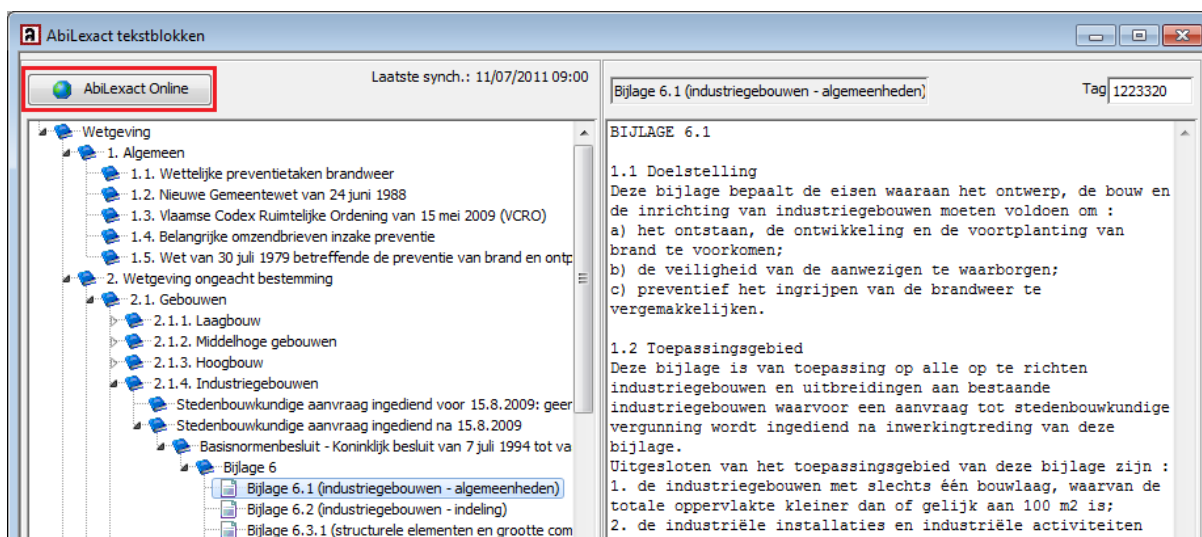 AbiLexact tekstblokken
AbiLexact Online
Laatste synch.: 11/07/2011 09:00
Wetgeving
1. Algemeen
1.1. Wettelijke preventietaken brandweer
1.2. Nieuwe Gemeentewet van 24 juni 1988
1.3. Vlaamse Codex Ruimtelijke Ordening van 15 mei 2009 (VCRO)
1.4. Belangrijke omzendbrieven inzake preventie
1.5. Wet van 30 juli 1979 betreffende de preventie van brand en ontp
2. Wetgeving ongeacht bestemming
2.1. Gebouwen
2.1.1. Laagbouw
2.1.2. Middelhoge gebouwen
2.1.3. Hoogbouw
2.1.4. Industriegebouwen
Stedenbouwkundige aanvraag ingediend voor 15.8.2009: geer
Stedenbouwkundige aanvraag ingediend na 15.8.2009
Basisnormenbesluit - Koninklijk besluit van 7 juli 1994 tot va
Bijlage 6
Bijlage 6.1 (industriegebouwen - algemeenheden)
Bijlage 6.2 (industriegebouwen - indeling)
Bijlage 6.3.1 (structurele elementen en grootte com
Bijlage 6.1 (industriegebouwen - algemeenheden)
Tag 1223320
BIJLAGE 6.1
1.1 Doelstelling
Deze bijlage bepaalt de eisen waaraan het ontwerp, de bouw en
de inrichting van industriegebouwen moeten voldoen om :
a) het ontstaan, de ontwikkeling en de voortplanting van
brand te voorkomen;
b) de veiligheid van de aanwezigen te waarborgen;
c) preventief het ingrijpen van de brandweer te
vergemakkelijken.
1.2 Toepassingsgebied
Deze bijlage is van toepassing op alle op te richten
industriegebouwen en uitbreidingen aan bestaande
industriegebouwen waarvoor een aanvraag tot stedenbouwkundige
vergunning wordt ingediend na inwerkingtreding van deze
bijlage.
Uitgesloten van het toepassingsgebied van deze bijlage zijn :
1. de industriegebouwen met slechts één bouwlaag, waarvan de
totale oppervlakte kleiner dan of gelijk aan 100 m2 is;
2. de industriële installaties en industriële activiteiten